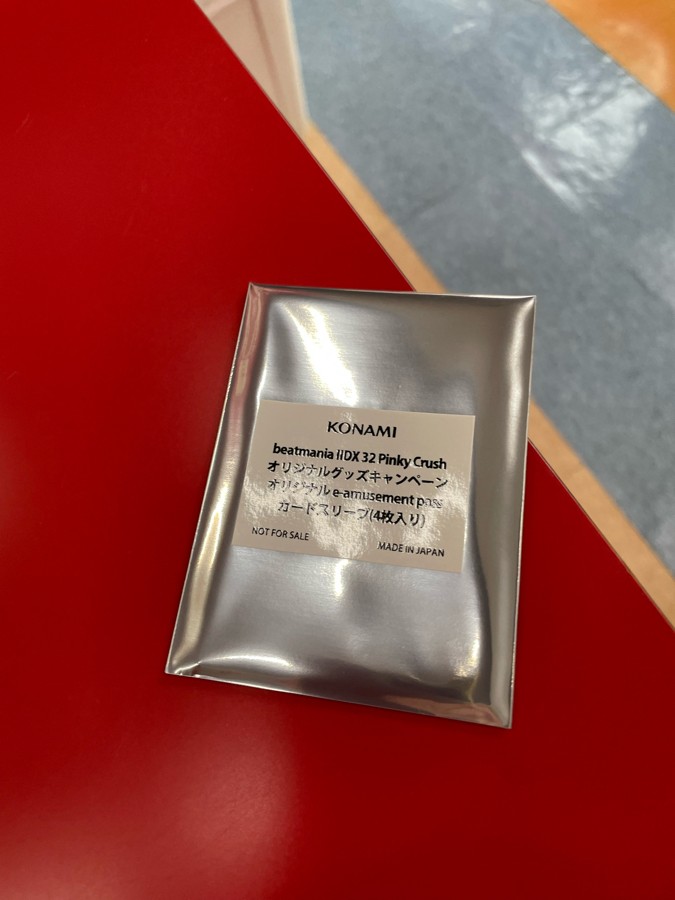 KONAMI
beatmania IIDX 32 Pinky Crush
オリジナルグッズキャンペーン
オリジナル e-amusement pass
カードスリーブ(4枚入り)
NOT FOR SALE
MADE IN JAPAN